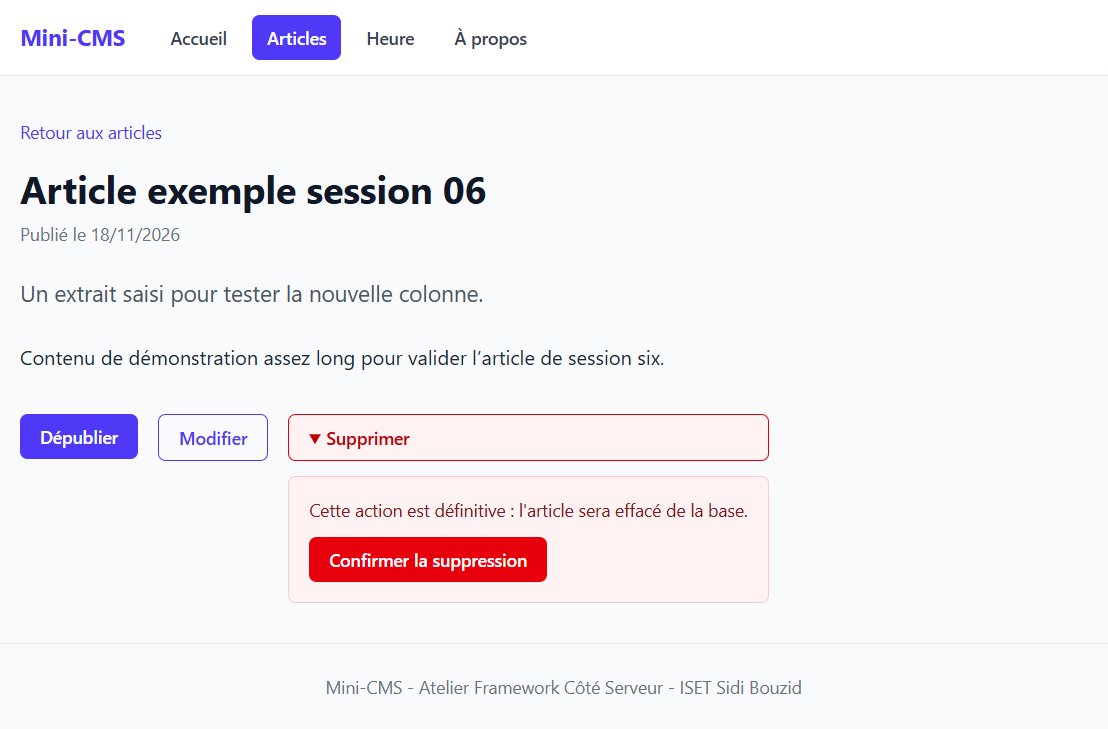 Mini-CMS Accueil Articles Heure À propos
Retour aux articles
Article exemple session 06
Publié le 18/11/2026
Un extrait saisi pour tester la nouvelle colonne.
Contenu de démonstration assez long pour valider l’article de session six.
Dépublier Modifier ▼ Supprimer
Cette action est définitive : l'article sera effacé de la base.
Confirmer la suppression
Mini-CMS - Atelier Framework Côté Serveur - ISET Sidi Bouzid